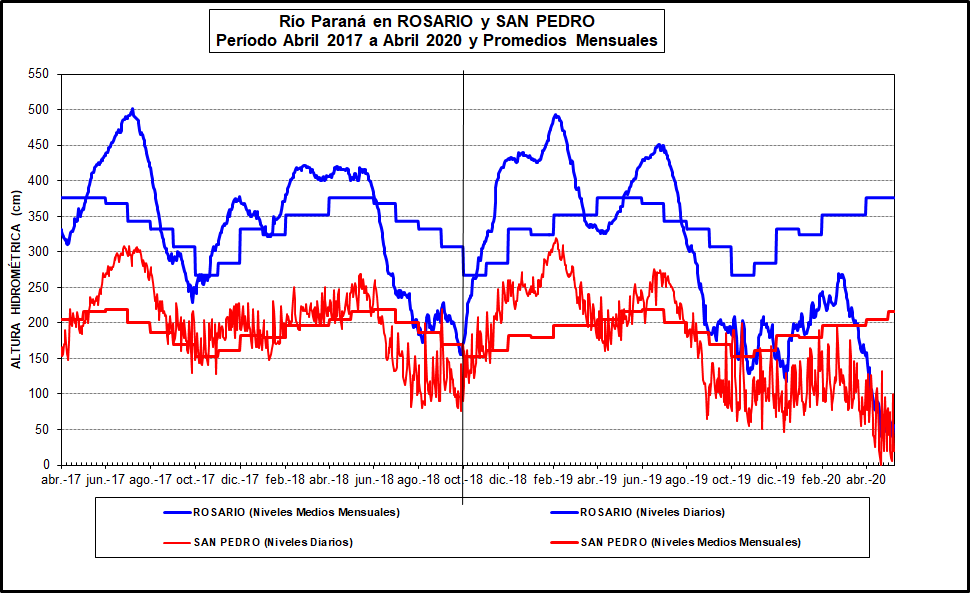 Río Paraná en ROSARIO y SAN PEDRO
Período Abril 2017 a Abril 2020 y Promedios Mensuales
ALTURA HIDROMÉTRICA (cm)
550
500
450
400
350
300
250
200
150
100
50
0
abr.-17 jun.-17 ago.-17 oct.-17 dic.-17 feb.-18 abr.-18 jun.-18 ago.-18 oct.-18 dic.-18 feb.-19 abr.-19 jun.-19 ago.-19 oct.-19 dic.-19 feb.-20 abr.-20
ROSARIO (Niveles Medios Mensuales) ROSARIO (Niveles Diarios)
SAN PEDRO (Niveles Diarios) SAN PEDRO (Niveles Medios Mensuales)